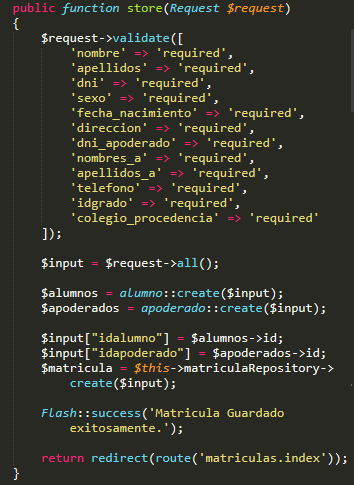 public function store(Request $request)
{
    $request->validate([
        'nombre' => 'required',
        'apellidos' => 'required',
        'dni' => 'required',
        'sexo' => 'required',
        'fecha_nacimiento' => 'required',
        'direccion' => 'required',
        'dni_apoderado' => 'required',
        'nombres_a' => 'required',
        'apellidos_a' => 'required',
        'telefono' => 'required',
        'idgrado' => 'required',
        'colegio_procedencia' => 'required'
    ]);
    $input = $request->all();
    $alumnos = alumno::create($input);
    $apoderados = apoderado::create($input);
    $input["idalumno"] = $alumnos->id;
    $input["idapoderado"] = $apoderados->id;
    $matricula = $this->matriculaRepository->
        create($input);
    Flash::success('Matricula Guardado
        exitosamente.');
    return redirect(route('matriculas.index'));
}